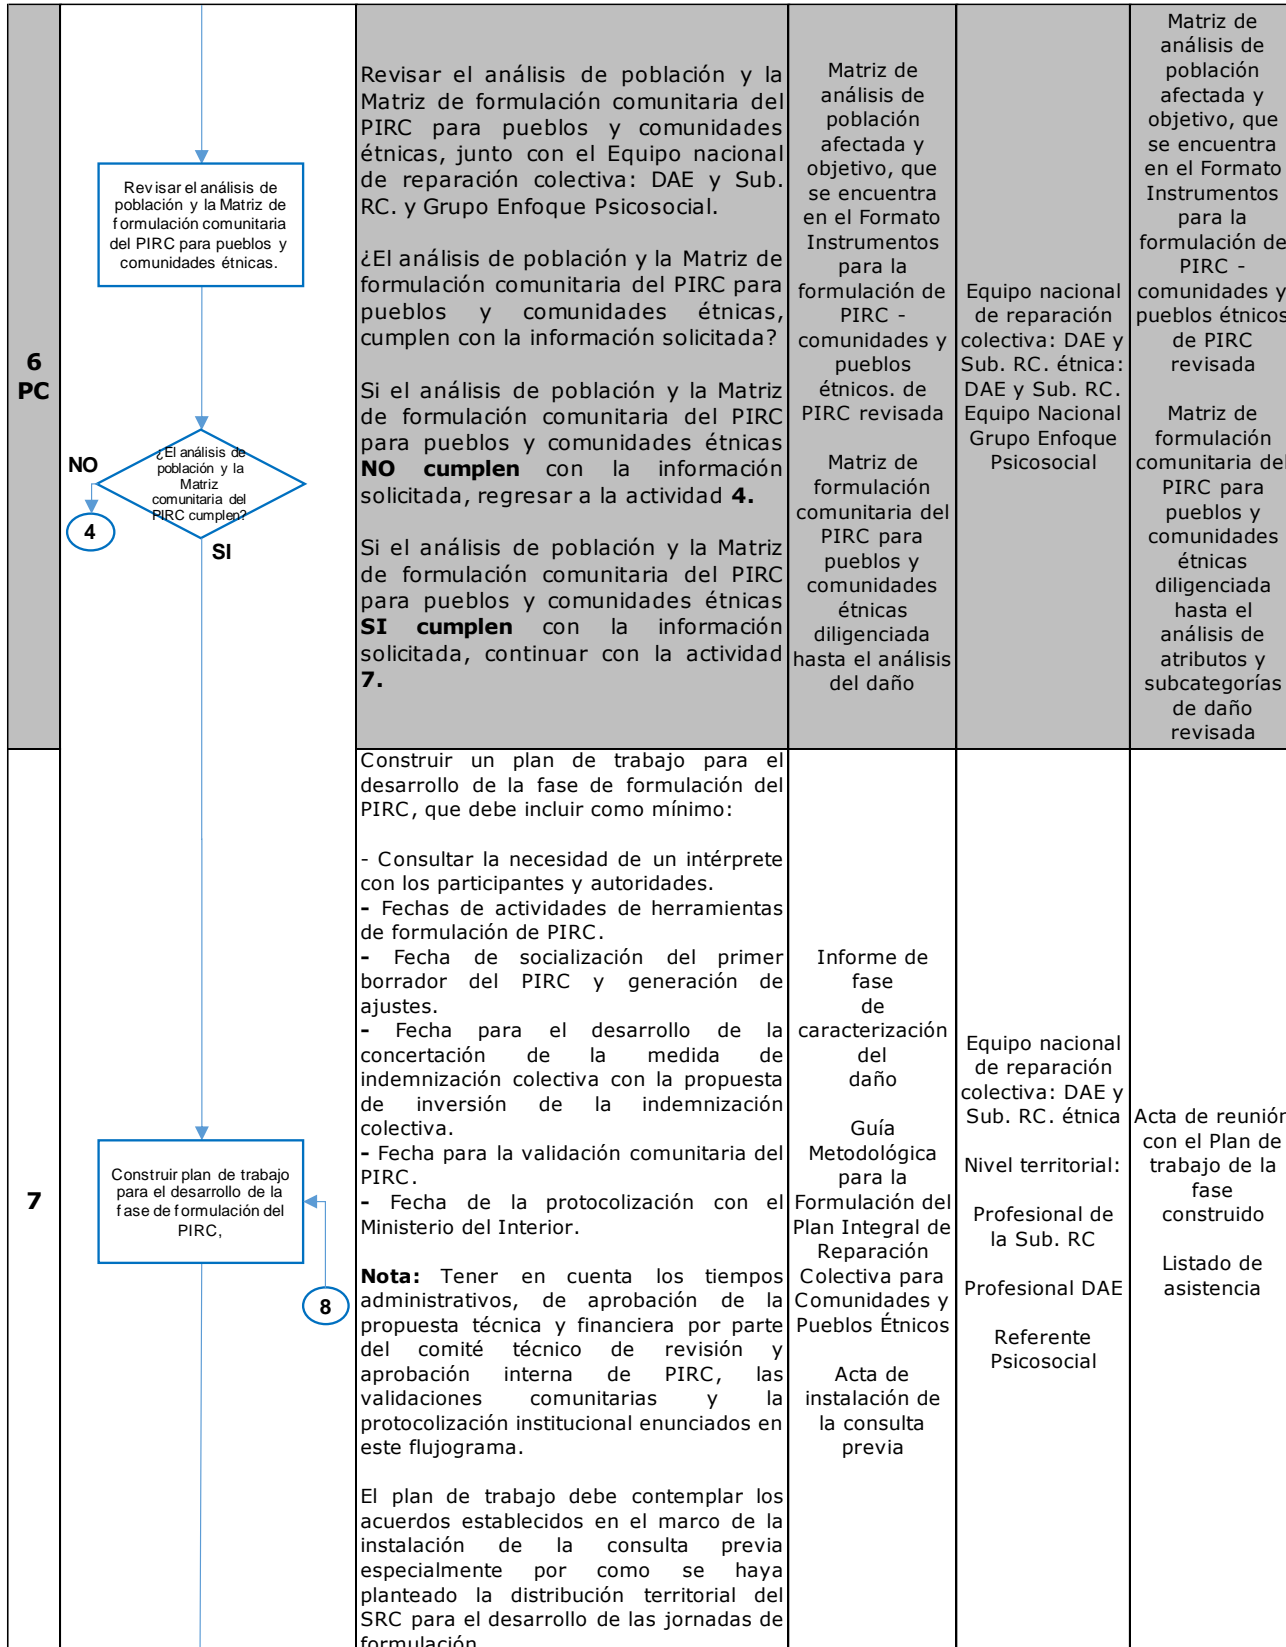 6
PC
Revisar el análisis de
población y la Matriz de
formulación comunitaria
del PIRC para pueblos y
comunidades étnicas.
¿El análisis de
población y la
Matriz
comunitaria del
PIRC cumplen?
NO
4
SI
Revisar el análisis de población y la
Matriz de formulación comunitaria del
PIRC para pueblos y comunidades
étnicas, junto con el Equipo nacional
de reparación colectiva: DAE y Sub.
RC. y Grupo Enfoque Psicosocial.
¿El análisis de población y la Matriz de
formulación comunitaria del PIRC para
pueblos y comunidades étnicas,
cumplen con la información solicitada?
Si el análisis de población y la Matriz
de formulación comunitaria del PIRC
para pueblos y comunidades étnicas
NO cumplen con la información
solicitada, regresar a la actividad 4.
Si el análisis de población y la Matriz
de formulación comunitaria del PIRC
para pueblos y comunidades étnicas
SI cumplen con la información
solicitada, continuar con la actividad
7.
Matriz de
análisis de
población
afectada y
objetivo, que
se encuentra
en el Formato
Instrumentos
para la
formulación de
PIRC -
comunidades y
pueblos
étnicos. de
PIRC revisada
Matriz de
formulación
comunitaria del
PIRC para
pueblos y
comunidades
étnicas
diligenciada
hasta el análisis
del daño
Equipo nacional
de reparación
colectiva: DAE y
Sub. RC. étnica:
DAE y Sub. RC.
Equipo Nacional
Grupo Enfoque
Psicosocial
Matriz de
análisis de
población
afectada y
objetivo, que
se encuentra
en el Formato
Instrumentos
para la
formulación de
PIRC -
comunidades y
pueblos étnicos
de PIRC
revisada
Matriz de
formulación
comunitaria del
PIRC para
pueblos y
comunidades
étnicas
diligenciada
hasta el
análisis de
atributos y
subcategorías
de daño
revisada
7
Construir plan de trabajo
para el desarrollo de la
fase de formulación del
PIRC,
8
Construir un plan de trabajo para el
desarrollo de la fase de formulación del
PIRC, que debe incluir como mínimo:
- Consultar la necesidad de un intérprete
con los participantes y autoridades.
- Fechas de actividades de herramientas
de formulación de PIRC.
- Fecha de socialización del primer
borrador del PIRC y generación de
ajustes.
- Fecha para el desarrollo de la
concertación de la medida de
indemnización colectiva con la propuesta
de inversión de la indemnización
colectiva.
- Fecha para la validación comunitaria del
PIRC.
- Fecha de la protocolización con el
Ministerio del Interior.
Nota: Tener en cuenta los tiempos
administrativos, de aprobación de la
propuesta técnica y financiera por parte
del comité técnico de revisión y
aprobación interna de PIRC, las
validaciones comunitarias y la
protocolización institucional enunciados en
este flujograma.
El plan de trabajo debe contemplar los
acuerdos establecidos en el marco de la
instalación de la consulta previa
especialmente por como se haya
planteado la distribución territorial del
SRC para el desarrollo de las jornadas de
formulación
Informe de
fase
de
caracterización
del
daño
Guía
Metodológica
para la
Formulación del
Plan Integral de
Reparación
Colectiva para
Comunidades y
Pueblos Étnicos
Acta de
instalación de
la consulta
previa
Equipo nacional
de reparación
colectiva: DAE y
Sub. RC. étnica
Nivel territorial:
Profesional de
la Sub. RC
Profesional DAE
Referente
Psicosocial
Acta de reunión
con el Plan de
trabajo de la
fase
construido
Listado de
asistencia